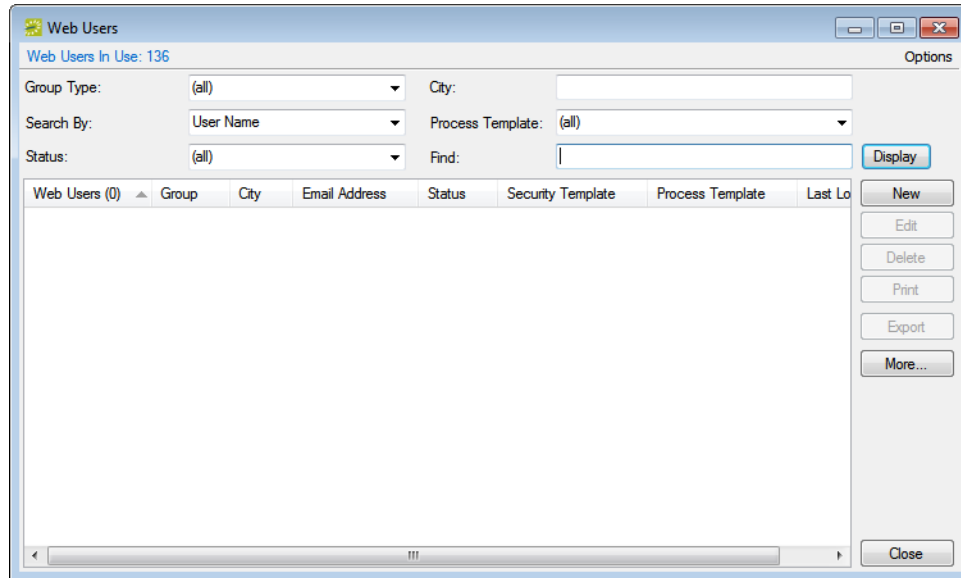 Web Users
Web Users In Use: 136 Options
Group Type: (all) City:
Search By: User Name Process Template: (all)
Status: (all) Find: Display
Web Users (0) Group City Email Address Status Security Template Process Template Last Lo New
Edit
Delete
Print
Export
More...
Close